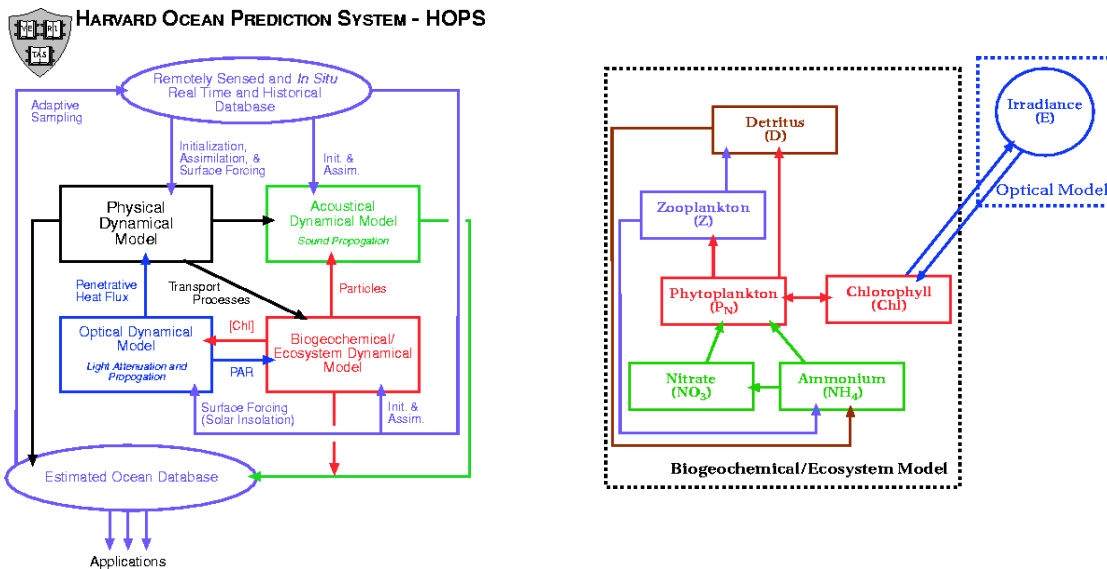 VE RI
TAS
HARVARD OCEAN PREDICTION SYSTEM - HOPS
Remotely Sensed and In Situ
Real Time and Historical
Database
Adaptive
Sampling
Initialization,
Assimilation, &
Surface Forcing
Init. &
Assim.
Physical
Dynamical
Model
Acoustical
Dynamical Model
Sound Propogation
Penetrative
Heat Flux
Transport
Processes
Particles
Optical Dynamical
Model
Light Attenuation and
Propogation
[Chl]
PAR
Biogeochemical/
Ecosystem Dynamical
Model
Surface Forcing
(Solar Insolation)
Init. &
Assim.
Estimated Ocean Database
Applications
Irradiance
(E)
Optical Model
Detritus
(D)
Zooplankton
(Z)
Phytoplankton
(PN)
Chlorophyll
(Chl)
Nitrate
(NO3)
Ammonium
(NH4)
Biogeochemical/Ecosystem Model